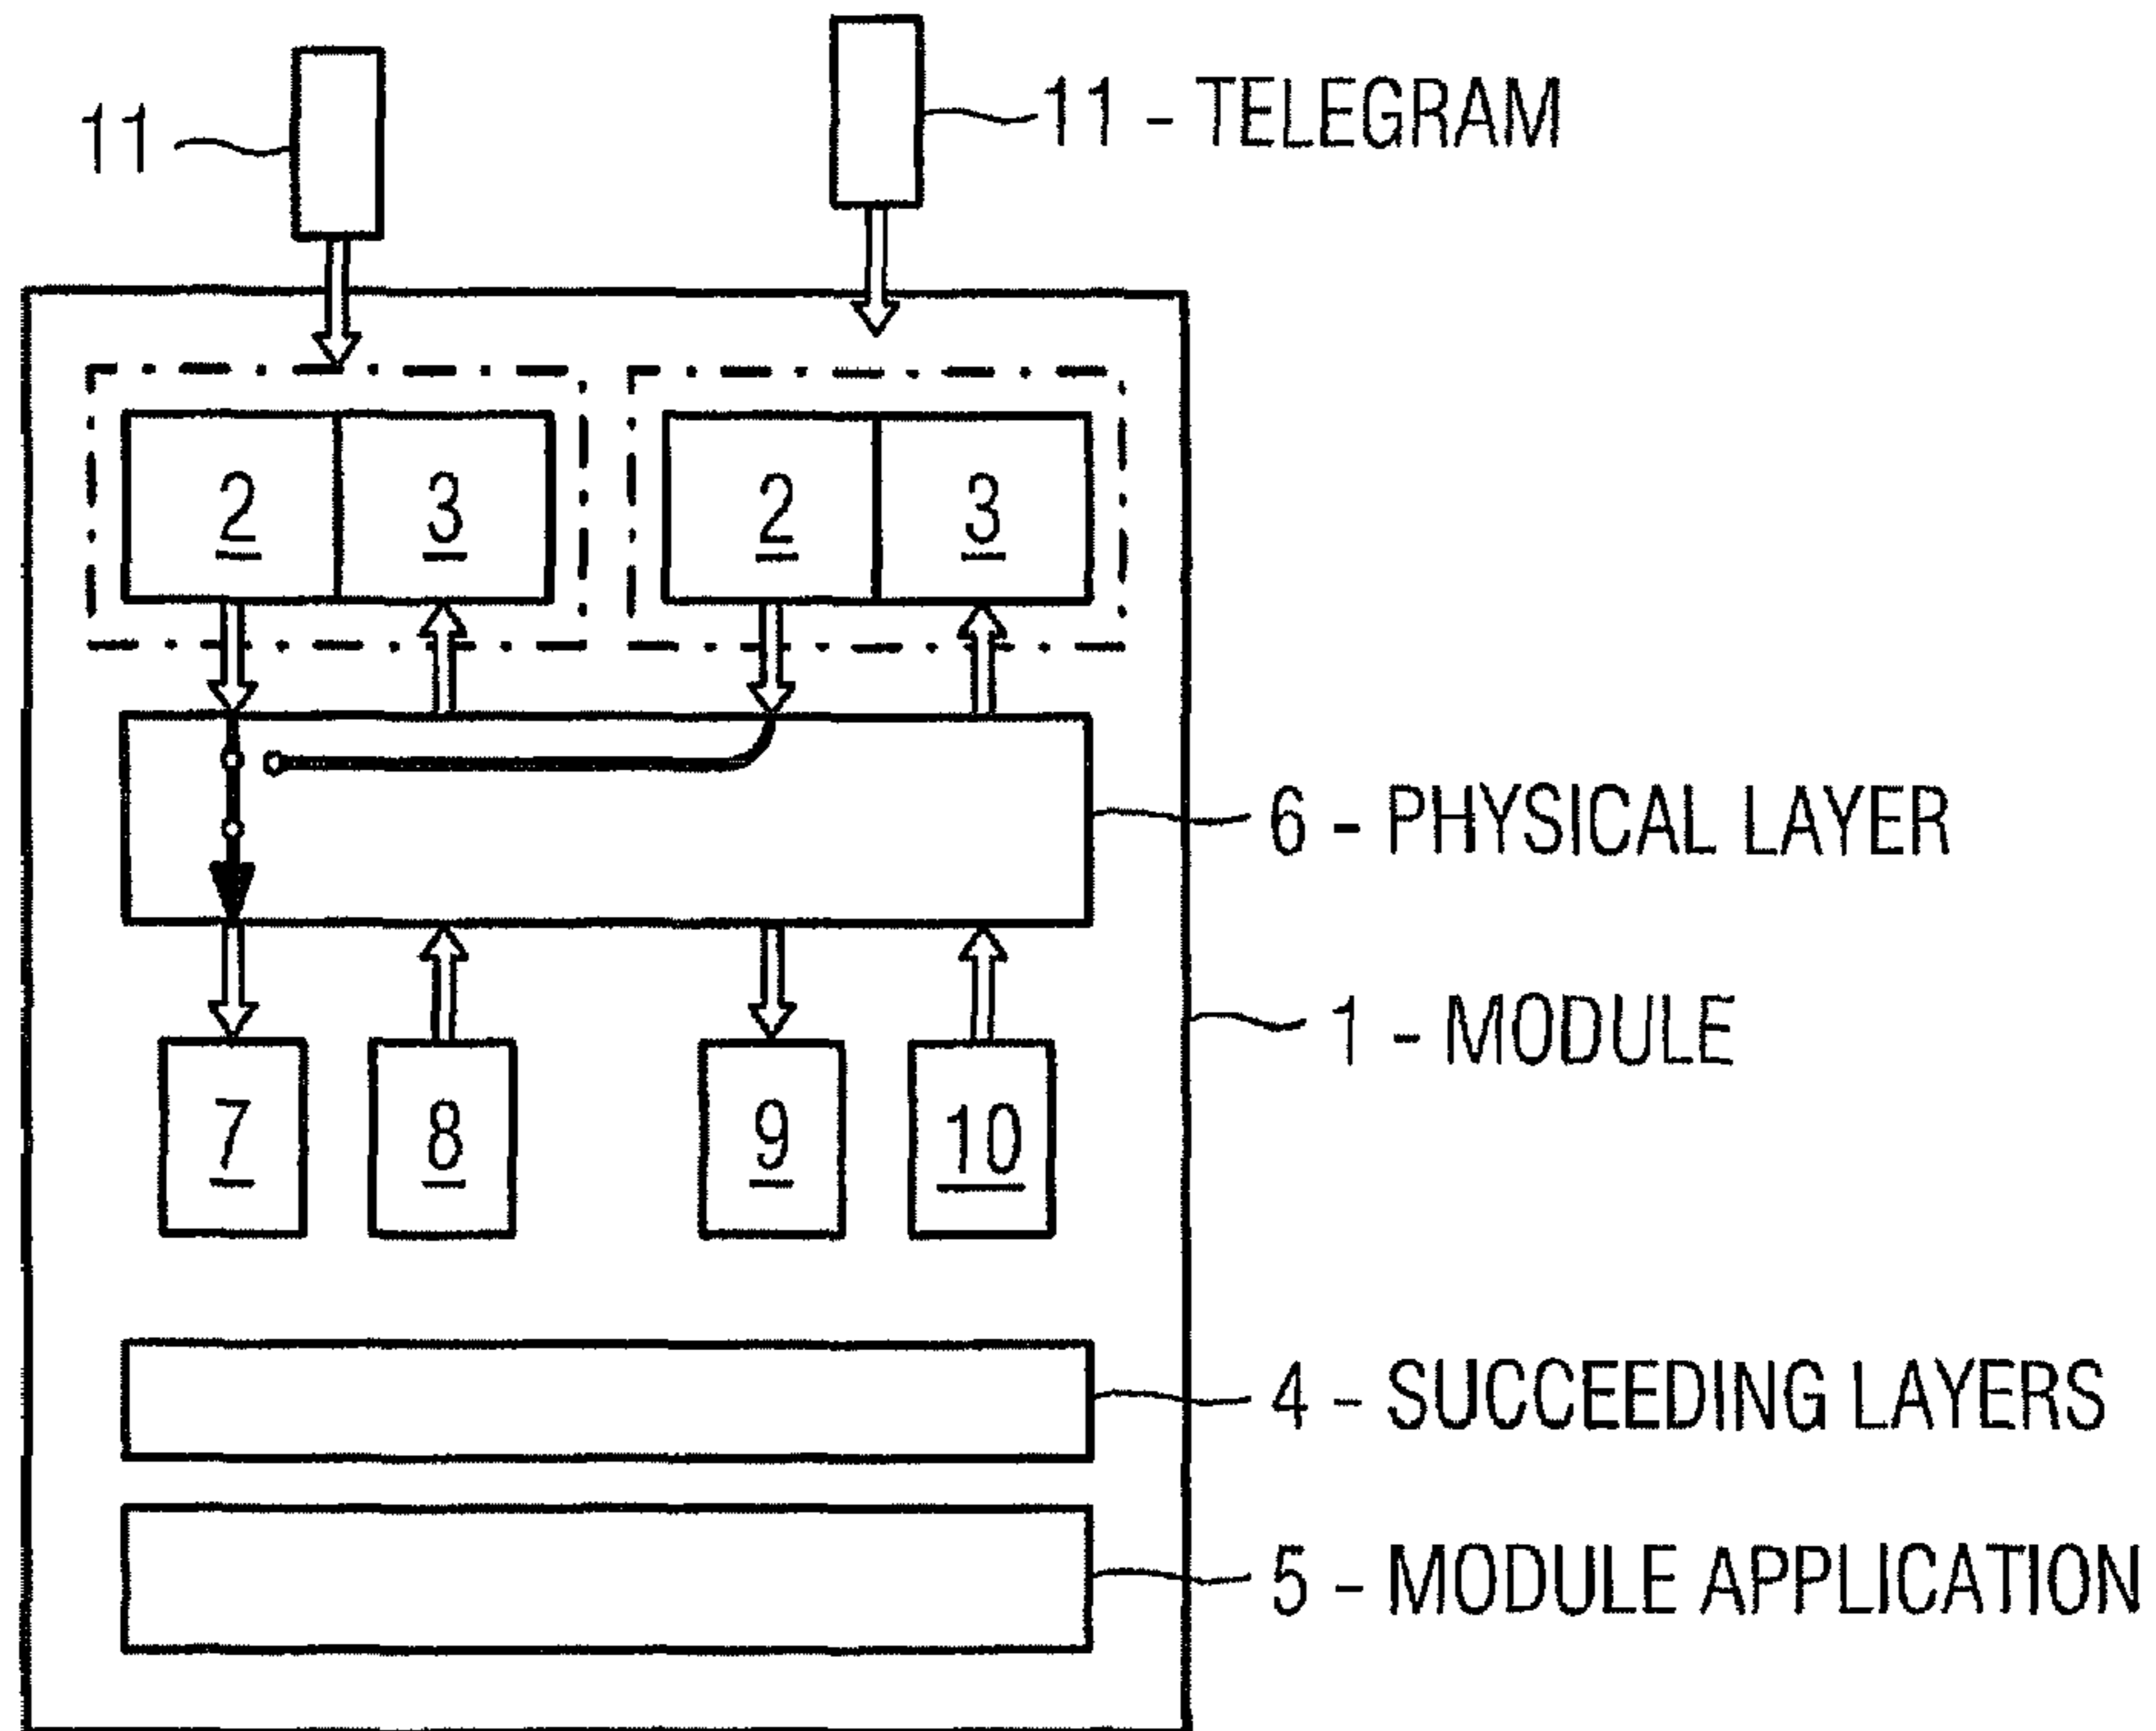 11
11 - TELEGRAM
2 3 2 3
6 - PHYSICAL LAYER
1 - MODULE
7 8 9 10
4 - SUCCEEDING LAYERS
5 - MODULE APPLICATION